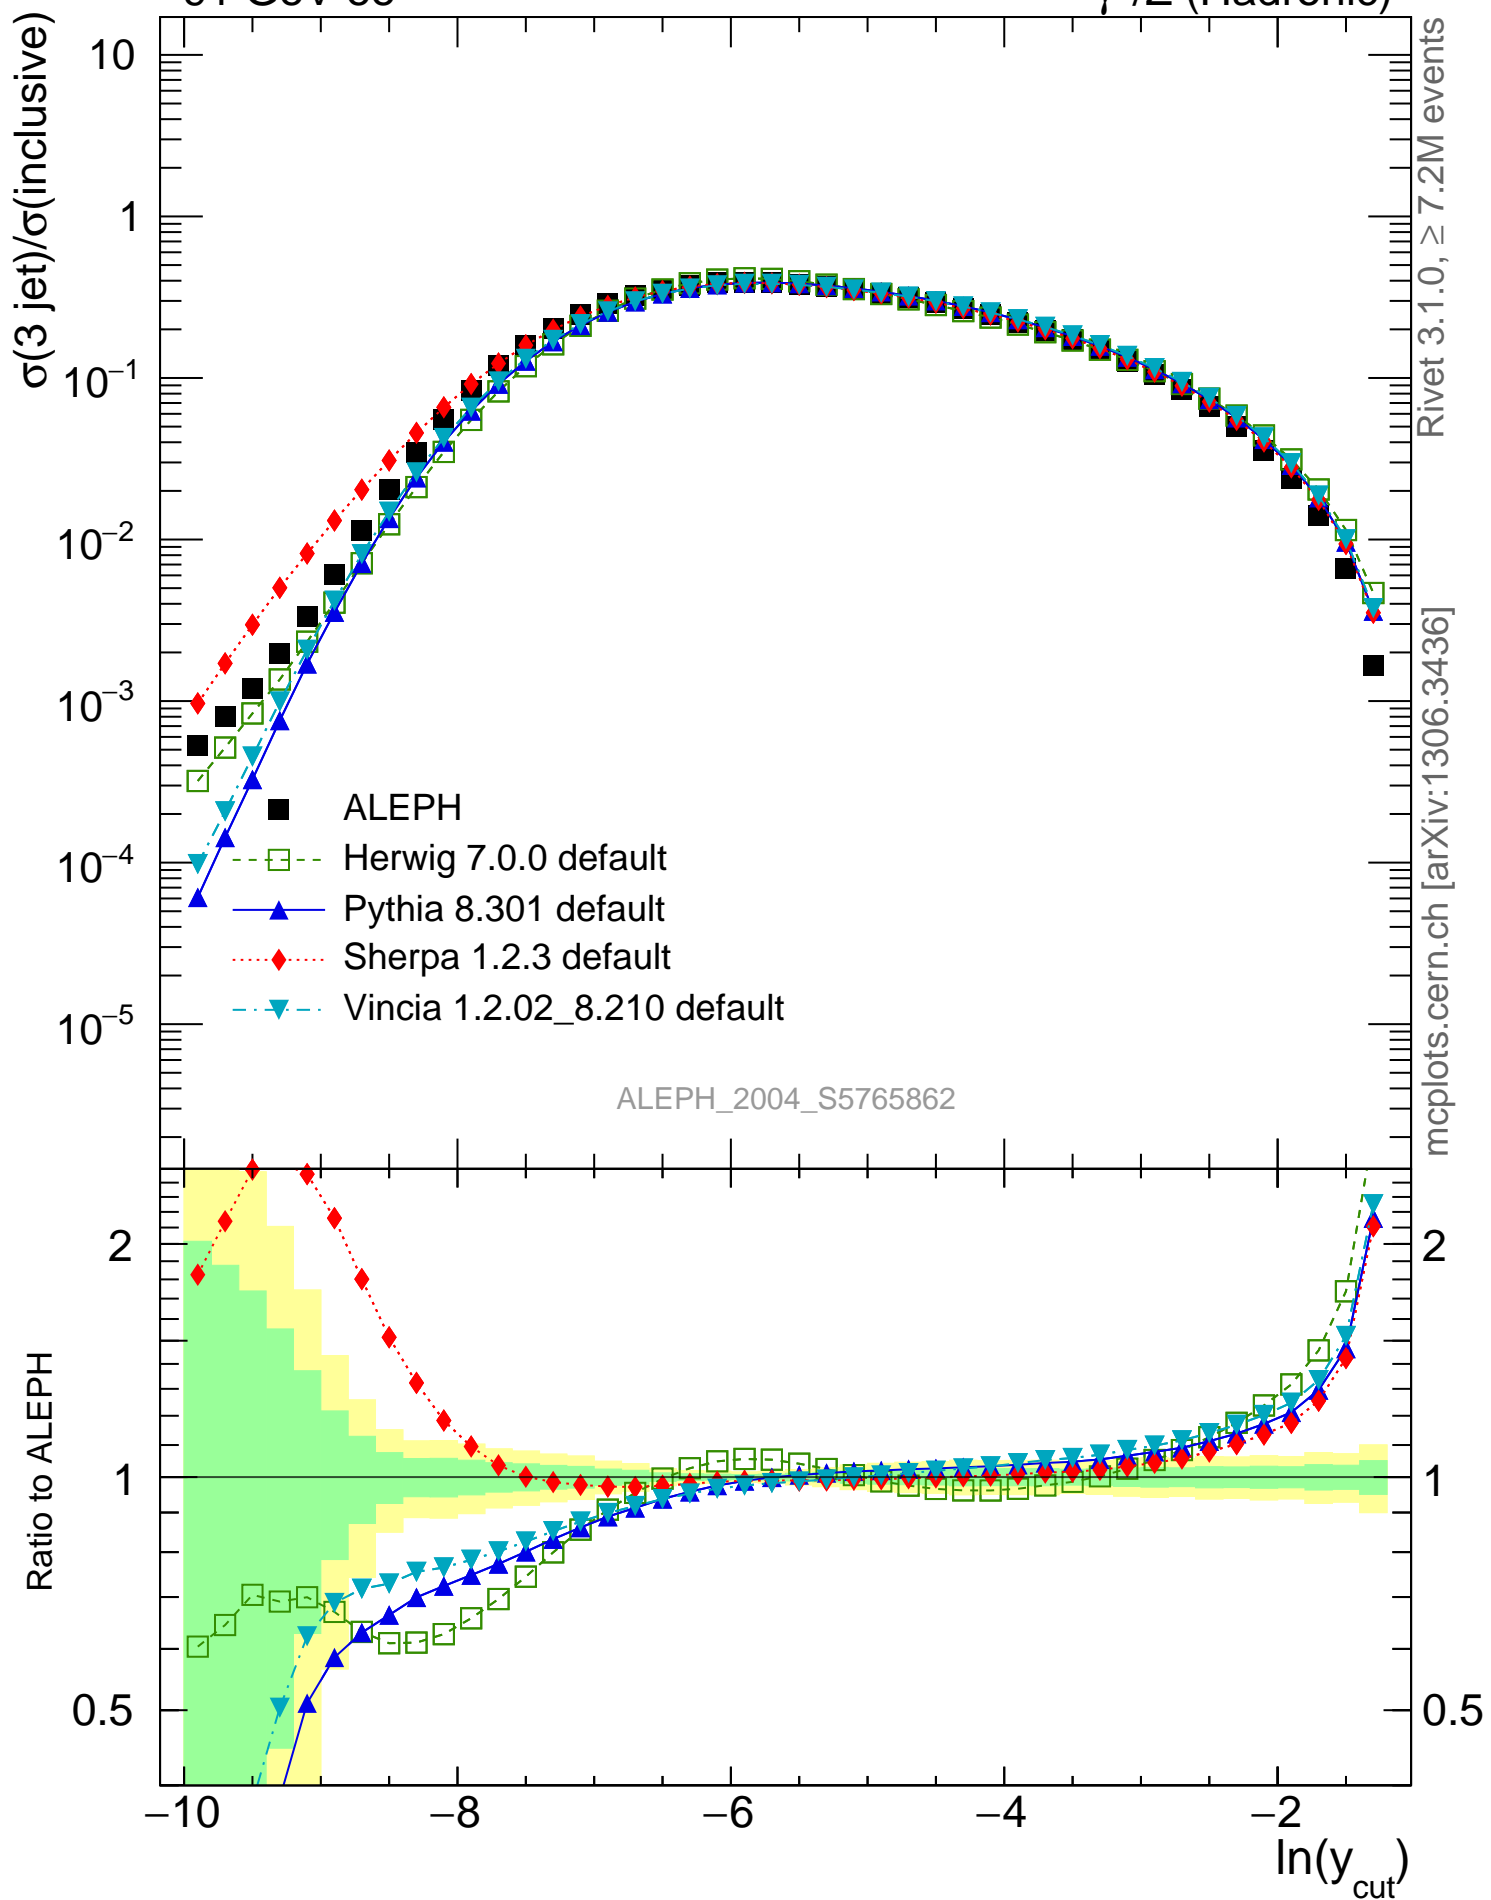 σ(3 jet)/σ(inclusive)
10
1
10⁻¹
10⁻²
10⁻³
10⁻⁴
10⁻⁵
ALEPH
Herwig 7.0.0 default
Pythia 8.301 default
Sherpa 1.2.3 default
Vincia 1.2.02_8.210 default
ALEPH_2004_S5765862
Rivet 3.1.0, ≥ 7.2M events
mcplots.cern.ch [arXiv:1306.3436]
Ratio to ALEPH
2
1
0.5
2
1
0.5
−10 −8 −6 −4 −2
ln(y_cut)